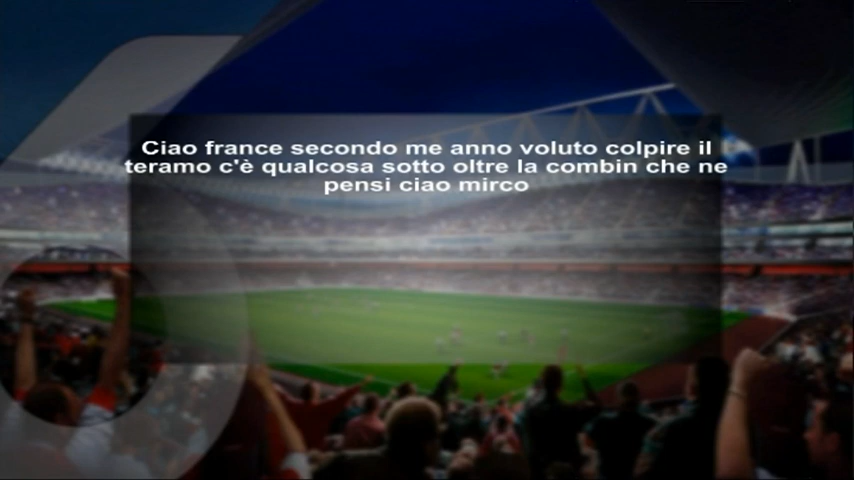 Ciao france secondo me anno voluto colpire il
teramo c'è qualcosa sotto oltre la combin che ne
pensi ciao mirco